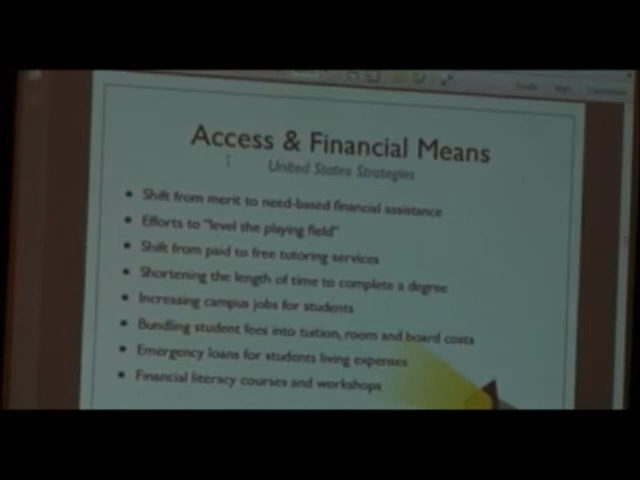 Access & Financial Means
United States Strategies
• Shift from merit to need-based financial assistance
• Efforts to "level the playing field"
• Shift from paid to free tutoring services
• Shortening the length of time to complete a degree
• Increasing campus jobs for students
• Bundling student fees into tuition, room and board costs
• Emergency loans for students living expenses
• Financial literacy courses and workshops